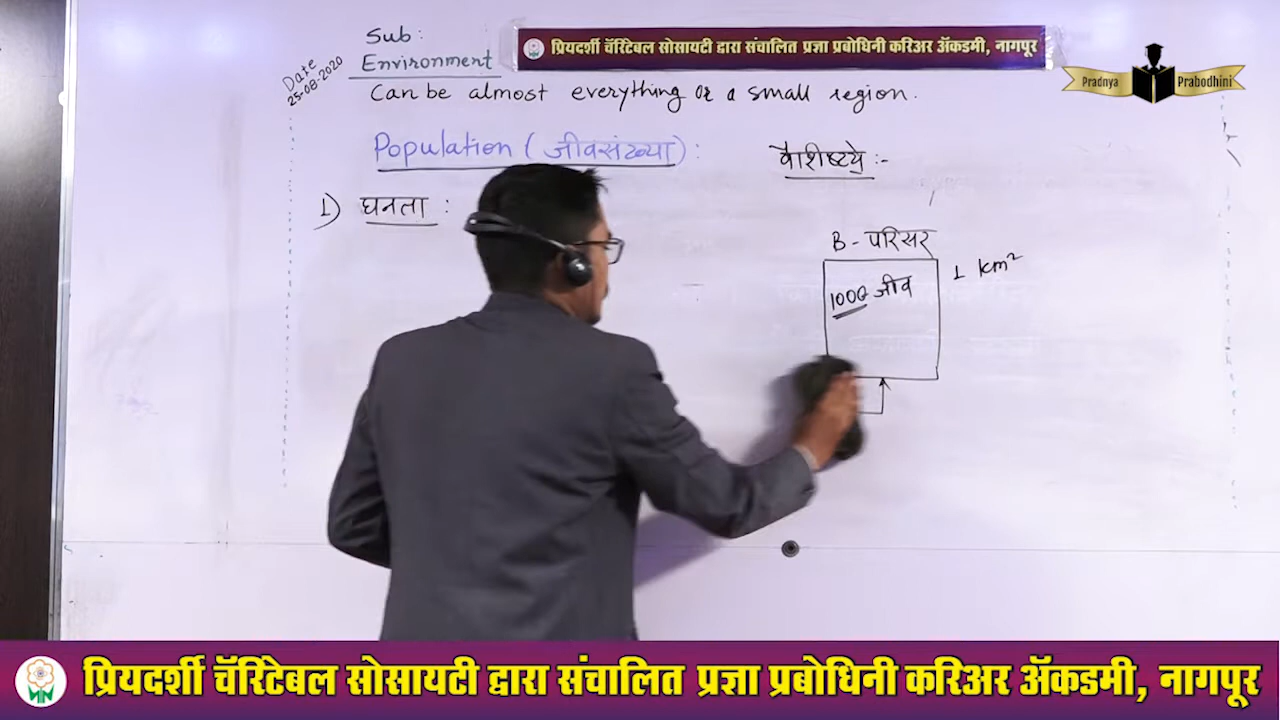 Sub:
Environment
Date
25-08-2020
प्रियदर्शी चॅरिटेबल सोसायटी द्वारा संचालित प्रज्ञा प्रबोधिनी करिअर ॲकडमी, नागपूर
Pradnya Prabodhini
Can be almost everything or a small region.
Population (जीवसंख्या):
वैशिष्ट्ये :-
1) घनता :
B - परिसर
1000 जीव
1 km²
प्रियदर्शी चॅरिटेबल सोसायटी द्वारा संचालित प्रज्ञा प्रबोधिनी करिअर ॲकडमी, नागपूर